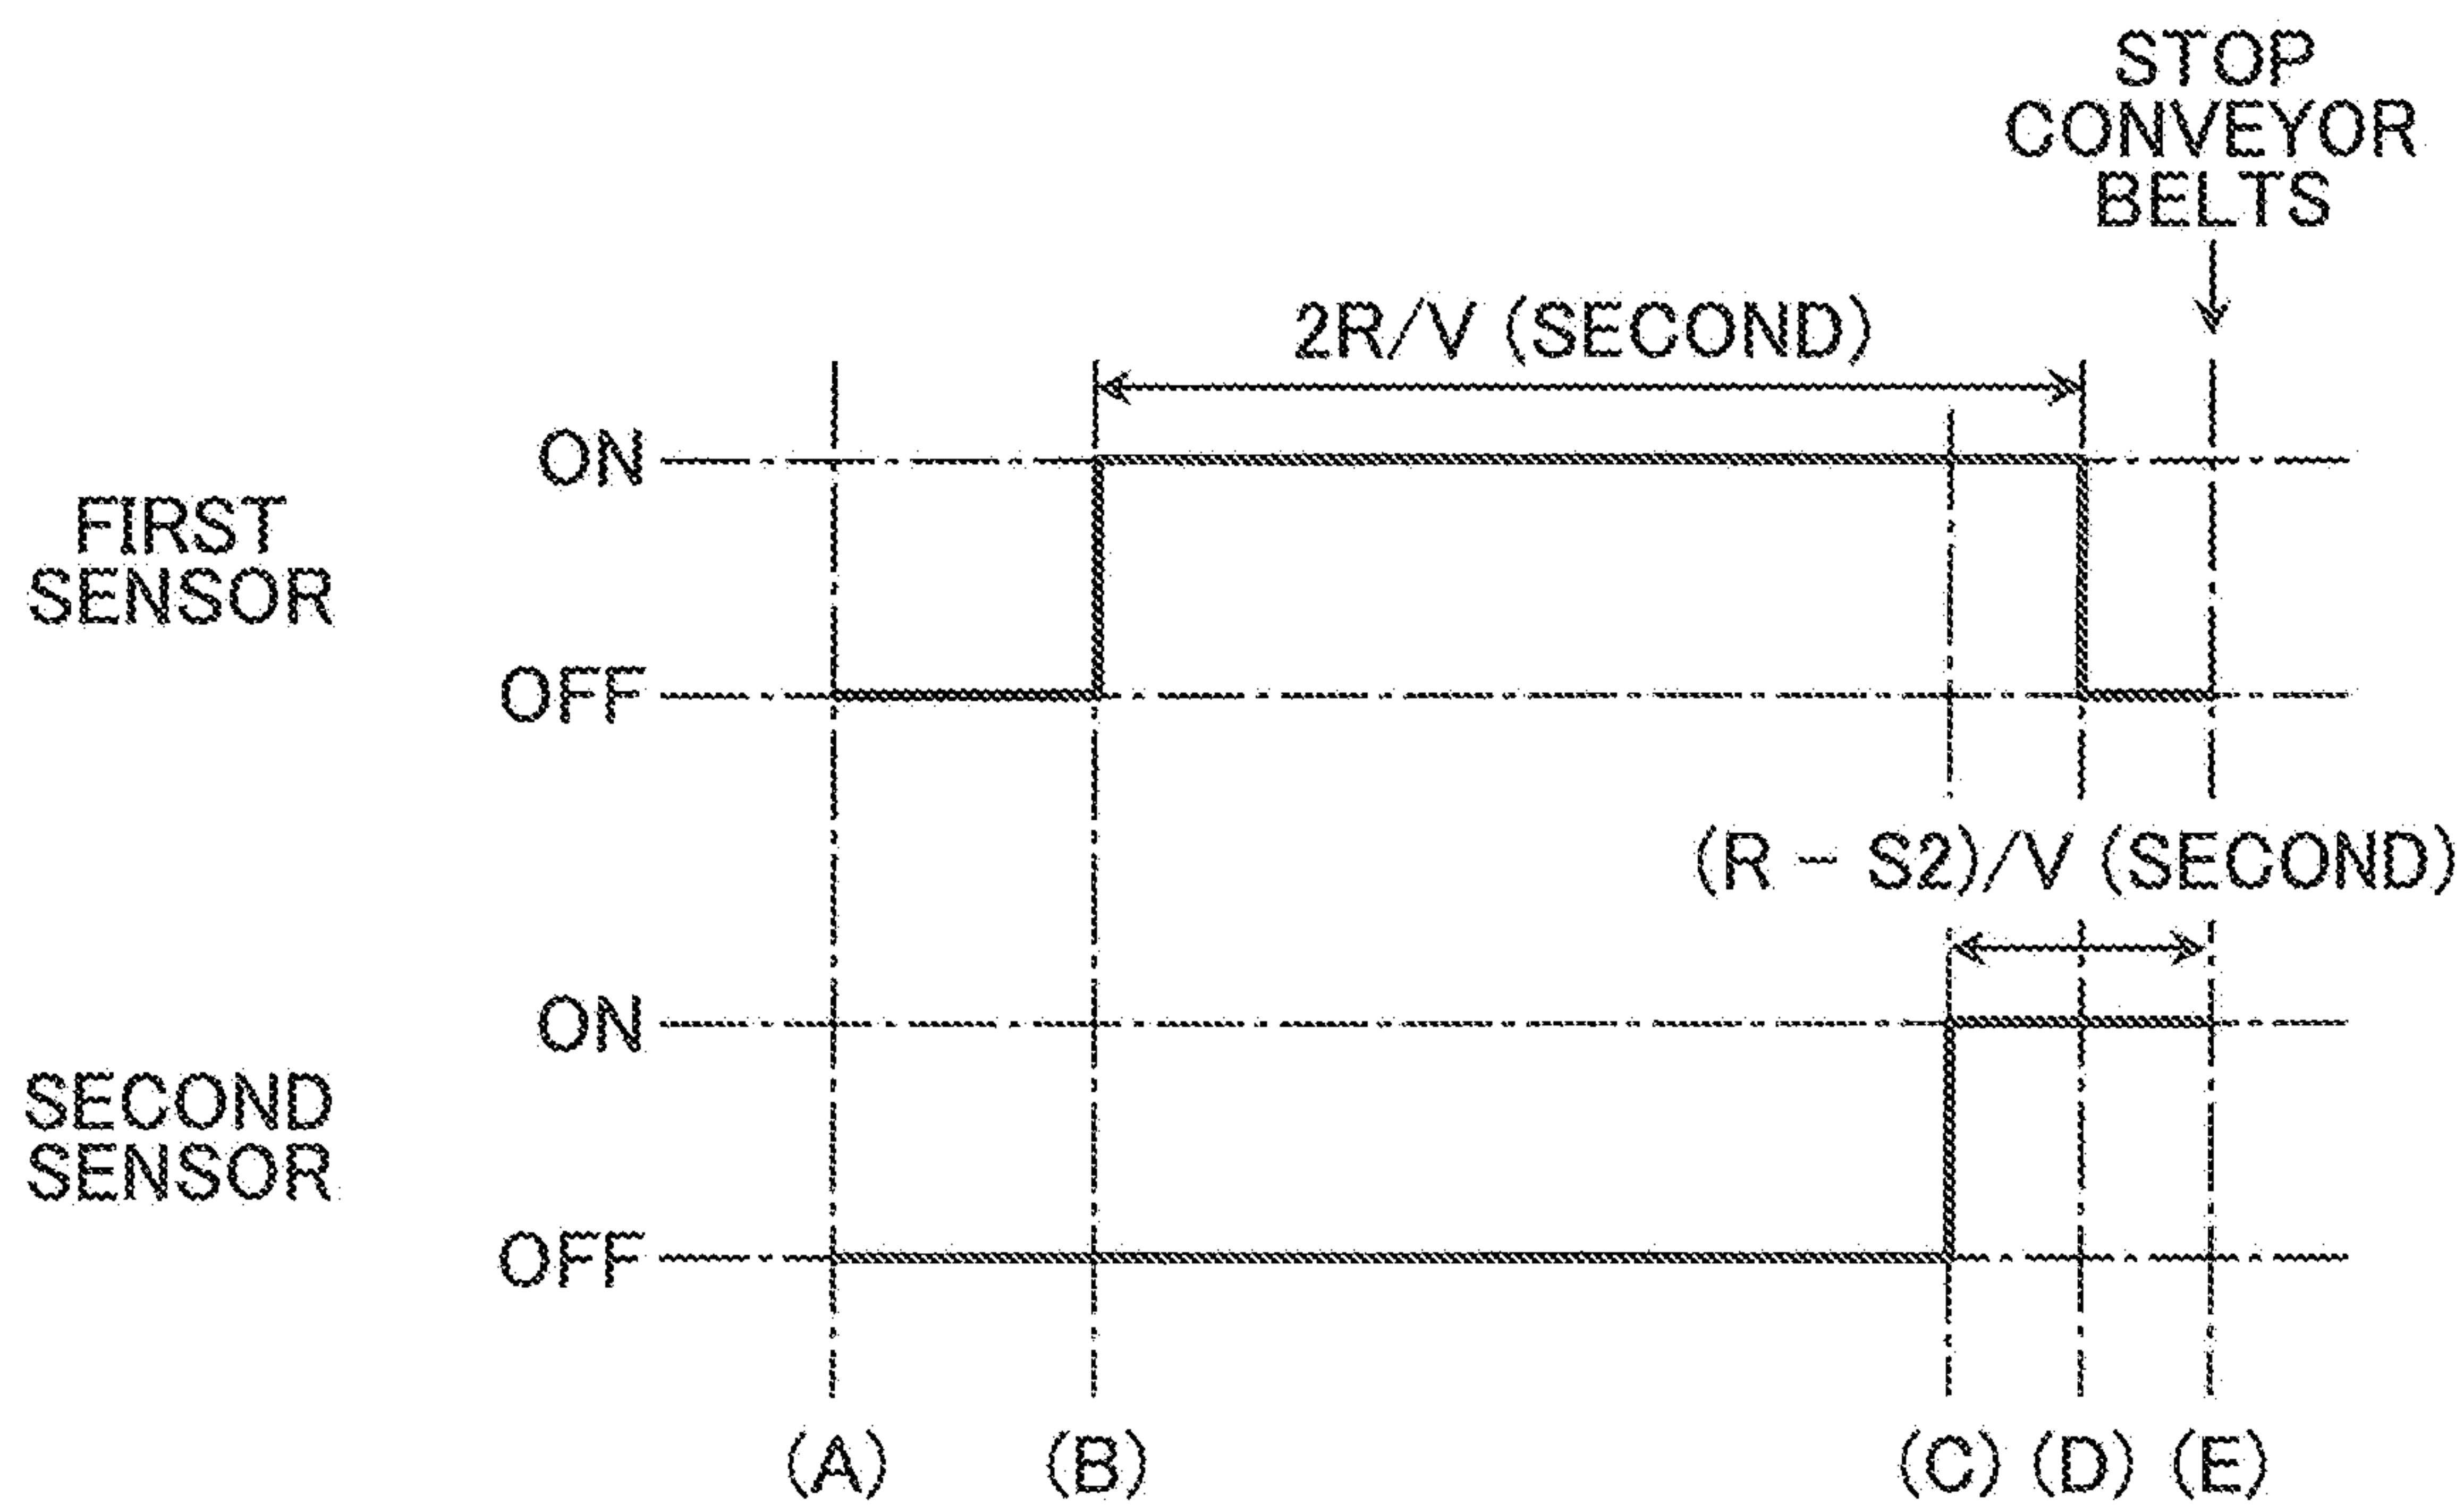 STOP
CONVEYOR
BELTS
2R/V (SECOND)
ON
FIRST
SENSOR
OFF
(R - S2)/V (SECOND)
ON
SECOND
SENSOR
OFF
(A) (B) (C) (D) (E)